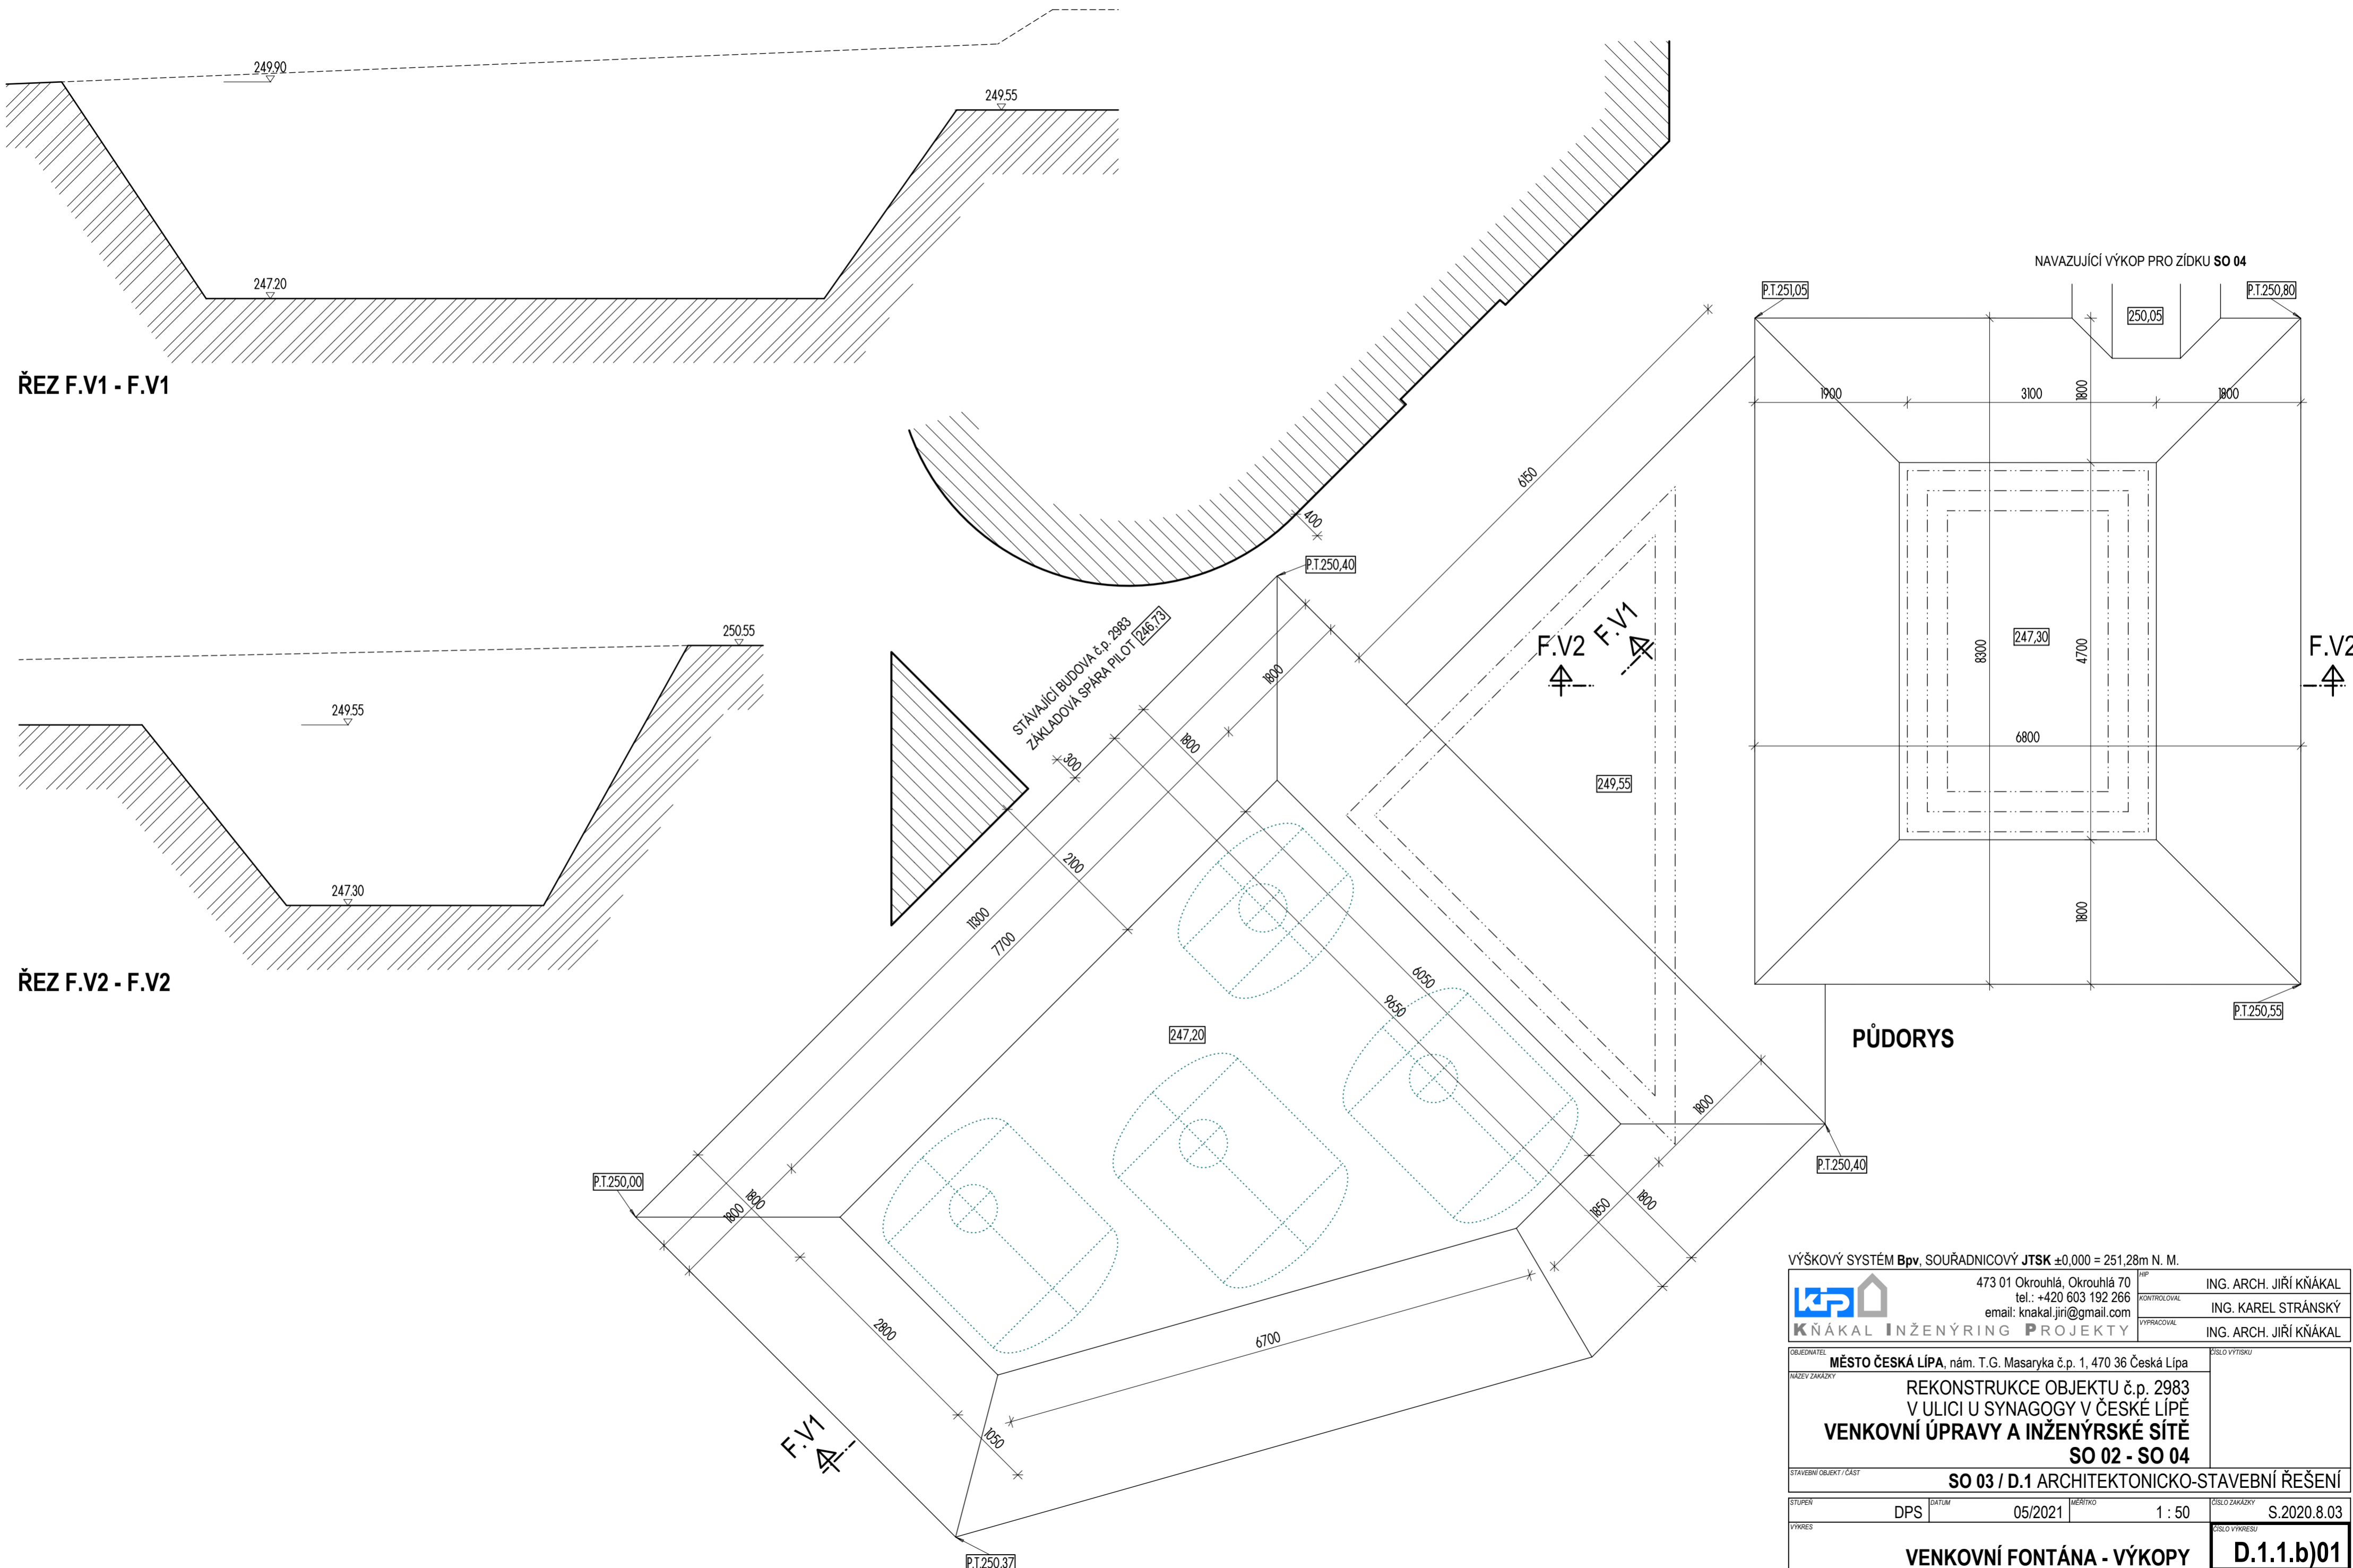 249.90
249.55
247.20
ŘEZ F.V1 - F.V1
250.55
249.55
247.30
ŘEZ F.V2 - F.V2
NAVAZUJÍCÍ VÝKOP PRO ZÍDKU SO 04
P.T.251,05
P.T.250,80
250,05
1900
3100
1800
1800
8300
247,30
4700
6800
1800
P.T.250,55
F.V2
F.V2
F.V1
6150
400
P.T.250,40
STÁVAJÍCÍ BUDOVA č.p. 2983
ZÁKLADOVÁ SPÁRA PILOT 246,73
300
1800
1800
2100
11300
7700
249,55
6050
9650
247,20
PŮDORYS
1800
P.T.250,40
P.T.250,00
1800
1800
1850
1800
2800
6700
1050
F.V1
P.T.250,37
VÝŠKOVÝ SYSTÉM Bpv, SOUŘADNICOVÝ JTSK ±0,000 = 251,28m N. M.
kip
473 01 Okrouhlá, Okrouhlá 70
tel.: +420 603 192 266
email: knakal.jiri@gmail.com
KŇÁKAL INŽENÝRING PROJEKTY
HIP
ING. ARCH. JIŘÍ KŇÁKAL
KONTROLOVAL
ING. KAREL STRÁNSKÝ
VYPRACOVAL
ING. ARCH. JIŘÍ KŇÁKAL
OBJEDNATEL
MĚSTO ČESKÁ LÍPA, nám. T.G. Masaryka č.p. 1, 470 36 Česká Lípa
ČÍSLO VÝTISKU
NÁZEV ZAKÁZKY
REKONSTRUKCE OBJEKTU č.p. 2983
V ULICI U SYNAGOGY V ČESKÉ LÍPĚ
VENKOVNÍ ÚPRAVY A INŽENÝRSKÉ SÍTĚ
SO 02 - SO 04
STAVEBNÍ OBJEKT / ČÁST
SO 03 / D.1 ARCHITEKTONICKO-STAVEBNÍ ŘEŠENÍ
STUPEŇ
DPS
DATUM
05/2021
MĚŘÍTKO
1 : 50
ČÍSLO ZAKÁZKY
S.2020.8.03
VÝKRES
VENKOVNÍ FONTÁNA - VÝKOPY
ČÍSLO VÝKRESU
D.1.1.b)01